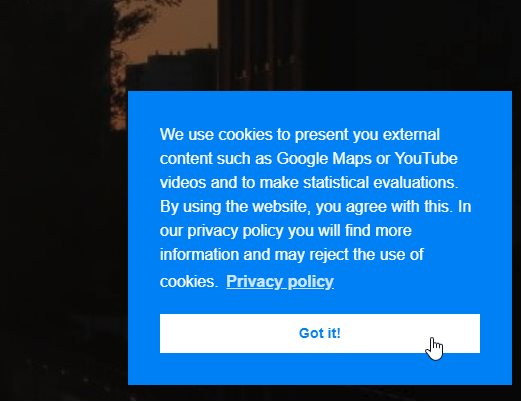 We use cookies to present you external
content such as Google Maps or YouTube
videos and to make statistical evaluations.
By using the website, you agree with this. In
our privacy policy you will find more
information and may reject the use of
cookies. Privacy policy
Got it!